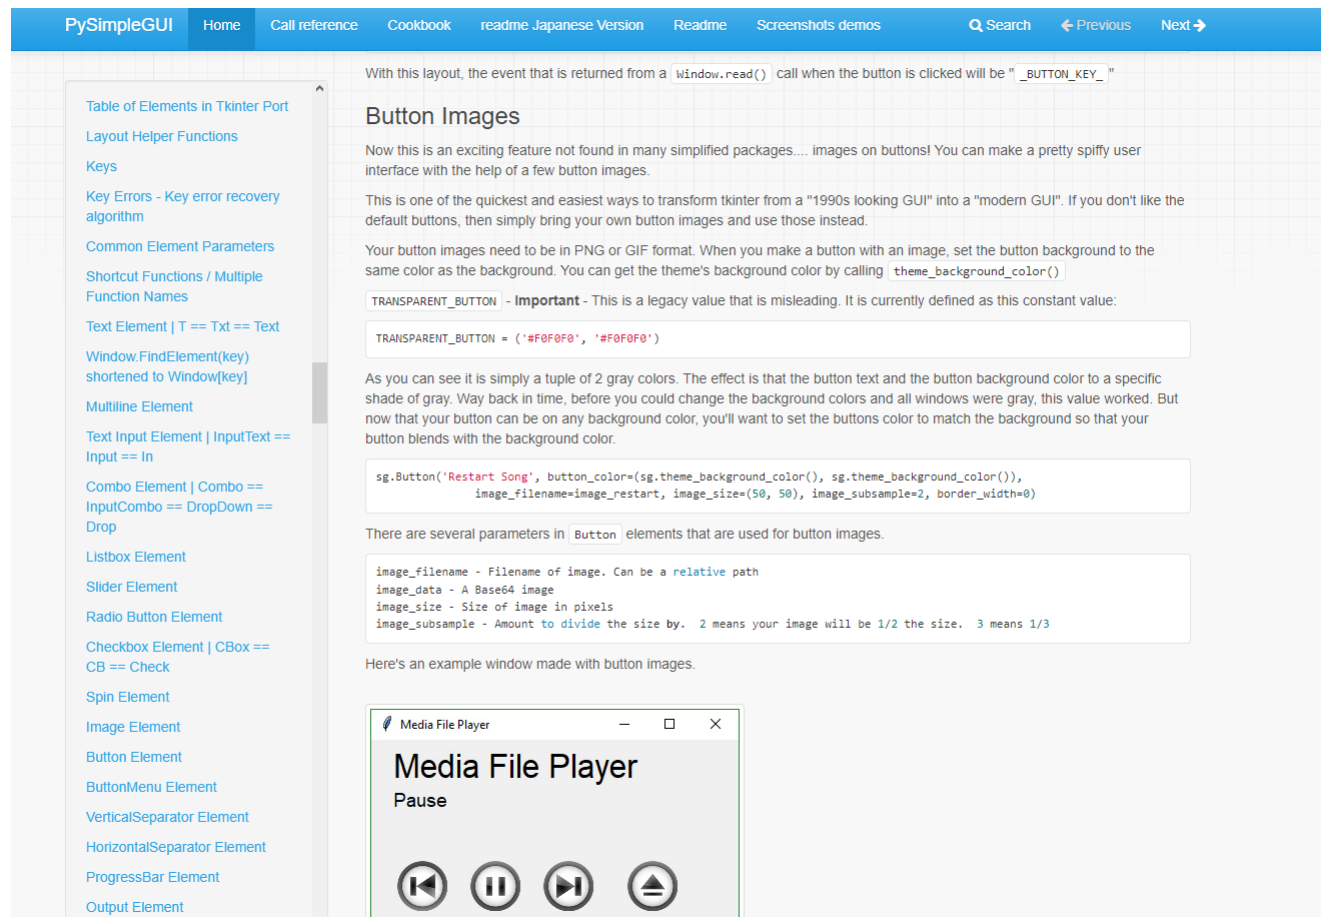 PySimpleGUI Home Call reference Cookbook readme Japanese Version Readme Screenshots demos Search Previous Next
Table of Elements in Tkinter Port
Layout Helper Functions
Keys
Key Errors - Key error recovery
algorithm
Common Element Parameters
Shortcut Functions / Multiple
Function Names
Text Element | T == Txt == Text
Window.FindElement(key)
shortened to Window[key]
Multiline Element
Text Input Element | InputText ==
Input == In
Combo Element | Combo ==
InputCombo == DropDown ==
Drop
Listbox Element
Slider Element
Radio Button Element
Checkbox Element | CBox ==
CB == Check
Spin Element
Image Element
Button Element
ButtonMenu Element
VerticalSeparator Element
HorizontalSeparator Element
ProgressBar Element
Output Element
With this layout, the event that is returned from a Window.read() call when the button is clicked will be "_BUTTON_KEY_"
Button Images
Now this is an exciting feature not found in many simplified packages.... images on buttons! You can make a pretty spiffy user
interface with the help of a few button images.
This is one of the quickest and easiest ways to transform tkinter from a "1990s looking GUI" into a "modern GUI". If you don't like the
default buttons, then simply bring your own button images and use those instead.
Your button images need to be in PNG or GIF format. When you make a button with an image, set the button background to the
same color as the background. You can get the theme's background color by calling theme_background_color()
TRANSPARENT_BUTTON - Important - This is a legacy value that is misleading. It is currently defined as this constant value:
TRANSPARENT_BUTTON = ('#F0F0F0', '#F0F0F0')
As you can see it is simply a tuple of 2 gray colors. The effect is that the button text and the button background color to a specific
shade of gray. Way back in time, before you could change the background colors and all windows were gray, this value worked. But
now that your button can be on any background color, you'll want to set the buttons color to match the background so that your
button blends with the background color.
sg.Button('Restart Song', button_color=(sg.theme_background_color(), sg.theme_background_color()),
image_filename=image_restart, image_size=(50, 50), image_subsample=2, border_width=0)
There are several parameters in Button elements that are used for button images.
image_filename - Filename of image. Can be a relative path
image_data - A Base64 image
image_size - Size of image in pixels
image_subsample - Amount to divide the size by.  2 means your image will be 1/2 the size.  3 means 1/3
Here's an example window made with button images.
Media File Player
Media File Player
Pause